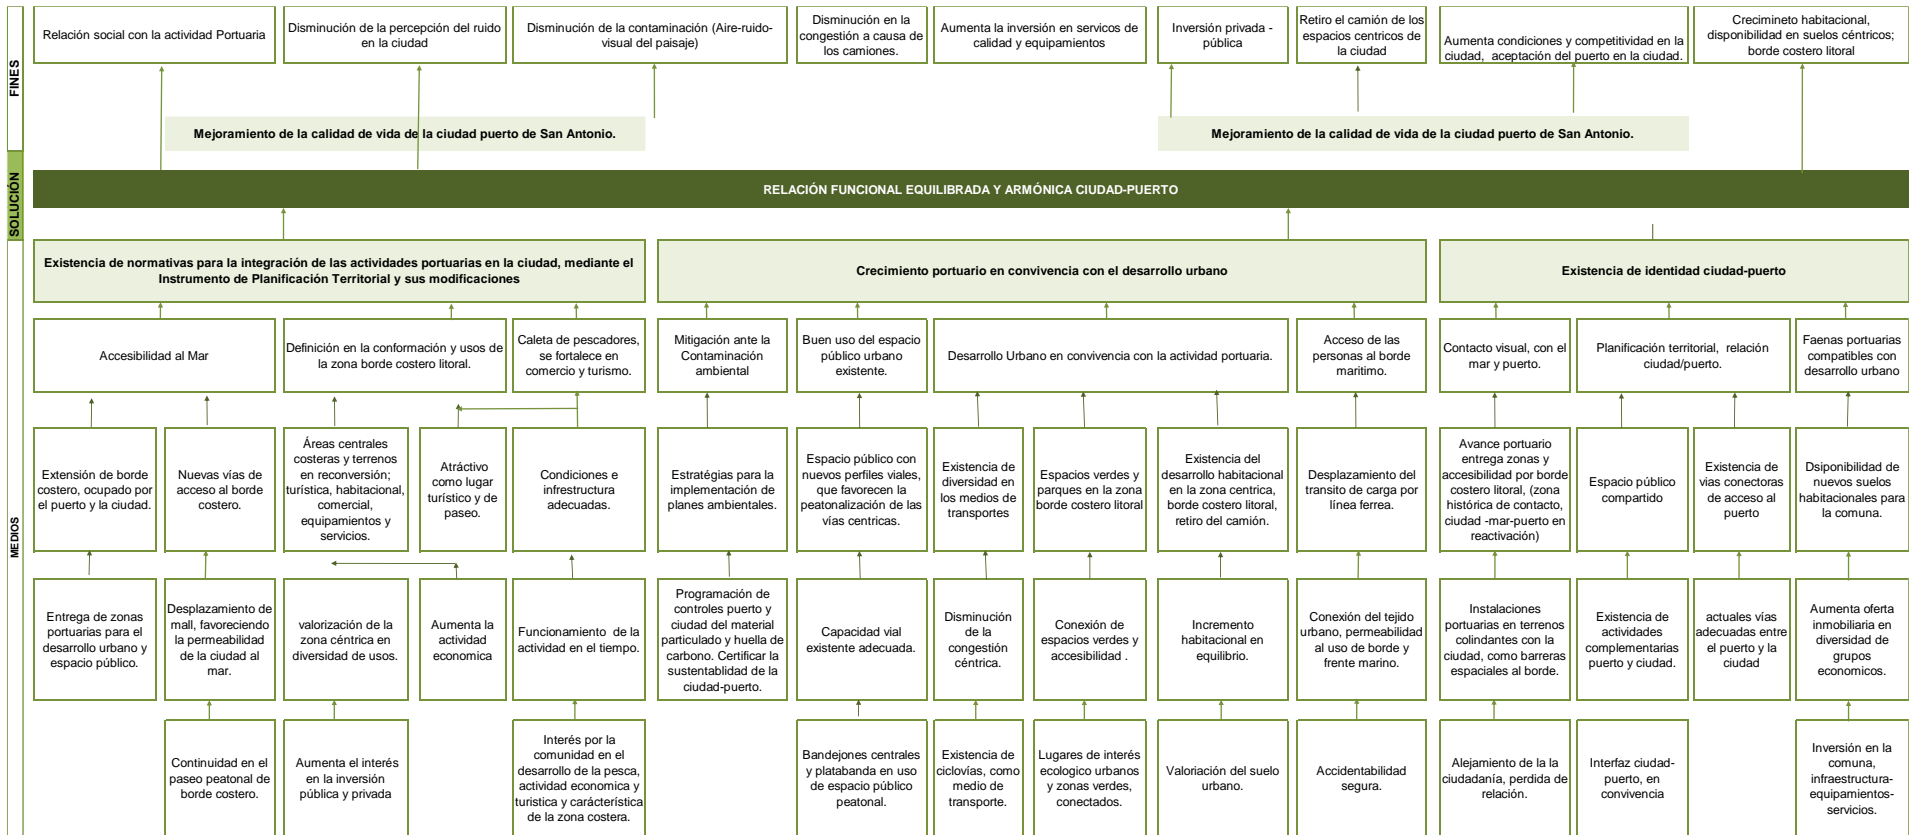 FINES
Relación social con la actividad Portuaria
Disminución de la percepción del ruido
en la ciudad
Disminución de la contaminación (Aire-ruido-
visual del paisaje)
Disminución en la
congestión a causa de
los camiones.
Aumenta la inversión en servicos de
calidad y equipamientos
Inversión privada -
pública
Retiro el camión de los
espacios centricos de
la ciudad
Aumenta condiciones y competitividad en la
ciudad, aceptación del puerto en la ciudad.
Crecimineto habitacional,
disponibilidad en suelos céntricos;
borde costero litoral
Mejoramiento de la calidad de vida de la ciudad puerto de San Antonio.
Mejoramiento de la calidad de vida de la ciudad puerto de San Antonio.
SOLUCIÓN
RELACIÓN FUNCIONAL EQUILIBRADA Y ARMÓNICA CIUDAD-PUERTO
MEDIOS
Existencia de normativas para la integración de las actividades portuarias en la ciudad, mediante el
Instrumento de Planificación Territorial y sus modificaciones
Crecimiento portuario en convivencia con el desarrollo urbano
Existencia de identidad ciudad-puerto
Accesibilidad al Mar
Definición en la conformación y usos de
la zona borde costero litoral.
Caleta de pescadores,
se fortalece en
comercio y turismo.
Mitigación ante la
Contaminación
ambiental
Buen uso del espacio
público urbano
existente.
Desarrollo Urbano en convivencia con la actividad portuaria.
Acceso de las
personas al borde
maritimo.
Contacto visual, con el
mar y puerto.
Planificación territorial, relación
ciudad/puerto.
Faenas portuarias
compatibles con
desarrollo urbano
Extensión de borde
costero, ocupado por
el puerto y la ciudad.
Nuevas vías de
acceso al borde
costero.
Áreas centrales
costeras y terrenos
en reconversión;
turística, habitacional,
comercial,
equipamientos y
servicios.
Atráctivo
como lugar
turístico y de
paseo.
Condiciones e
infrestructura
adecuadas.
Estratégias para la
implementación de
planes ambientales.
Espacio público con
nuevos perfiles viales,
que favorecen la
peatonalización de las
vías centricas.
Existencia de
diversidad en
los medios de
transportes
Espacios verdes y
parques en la zona
borde costero litoral
Existencia del
desarrollo habitacional
en la zona centrica,
borde costero litoral,
retiro del camión.
Desplazamiento del
transito de carga por
línea ferrea.
Avance portuario
entrega zonas y
accesibilidad por borde
costero litoral, (zona
histórica de contacto,
ciudad -mar-puerto en
reactivación)
Espacio público
compartido
Existencia de
vias conectoras
de acceso al
puerto
Dsiponibilidad de
nuevos suelos
habitacionales para
la comuna.
Entrega de zonas
portuarias para el
desarrollo urbano y
espacio público.
Desplazamiento de
mall, favoreciendo
la permeabilidad
de la ciudad al
mar.
valorización de la
zona céntrica en
diversidad de usos.
Aumenta la
actividad
economica
Funcionamiento de la
actividad en el tiempo.
Programación de
controles puerto y
ciudad del material
particulado y huella de
carbono. Certificar la
sustentablidad de la
ciudad-puerto.
Capacidad vial
existente adecuada.
Disminución
de la
congestión
céntrica.
Conexión de
espacios verdes y
accesibilidad .
Incremento
habitacional en
equilibrio.
Conexión del tejido
urbano, permeabilidad
al uso de borde y
frente marino.
Instalaciones
portuarias en terrenos
colindantes con la
ciudad, como barreras
espaciales al borde.
Existencia de
actividades
complementarias
puerto y ciudad.
actuales vías
adecuadas entre
el puerto y la
ciudad
Aumenta oferta
inmobiliaria en
diversidad de
grupos
economicos.
Continuidad en el
paseo peatonal de
borde costero.
Aumenta el interés
en la inversión
pública y privada
Interés por la
comunidad en el
desarrollo de la pesca,
actividad economica y
turistica y carácterística
de la zona costera.
Bandejones centrales
y platabanda en uso
de espacio público
peatonal.
Existencia de
ciclovías, como
medio de
transporte.
Lugares de interés
ecologico urbanos
y zonas verdes,
conectados.
Valoriación del suelo
urbano.
Accidentabilidad
segura.
Alejamiento de la la
ciudadanía, perdida de
relación.
Interfaz ciudad-
puerto, en
convivencia
Inversión en la
comuna,
infraestructura-
equipamientos-
servicios.